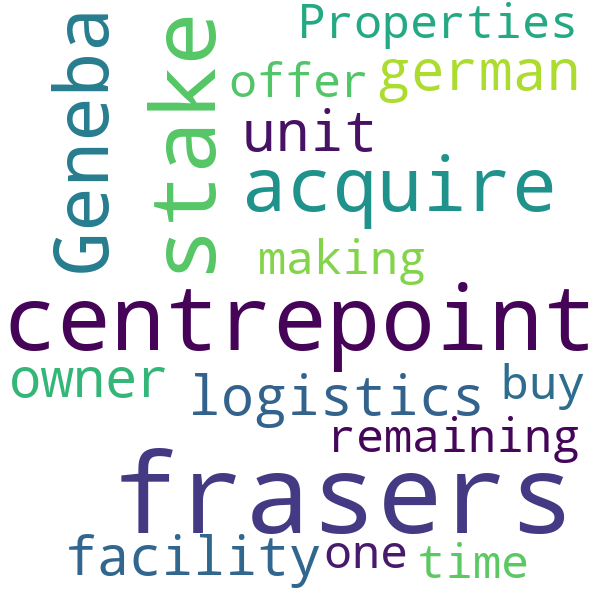 Properties
Geneba
stake
offer
german
unit
acquire
making
centrepoint
owner
logistics
buy
remaining
frasers
facility
one
time